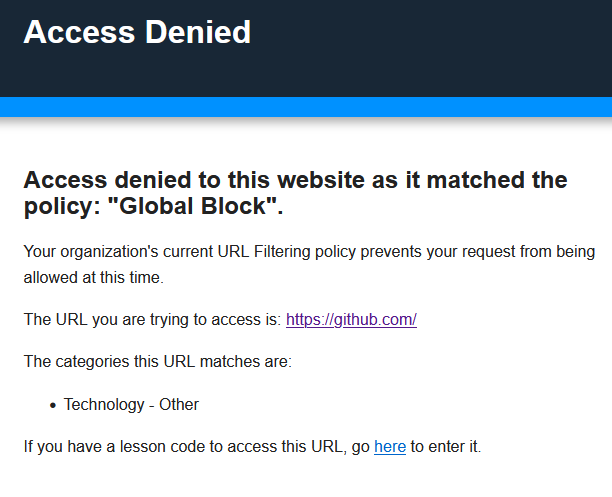 Access Denied
Access denied to this website as it matched the
policy: "Global Block".
Your organization's current URL Filtering policy prevents your request from being
allowed at this time.
The URL you are trying to access is: https://github.com/
The categories this URL matches are:
• Technology - Other
If you have a lesson code to access this URL, go here to enter it.